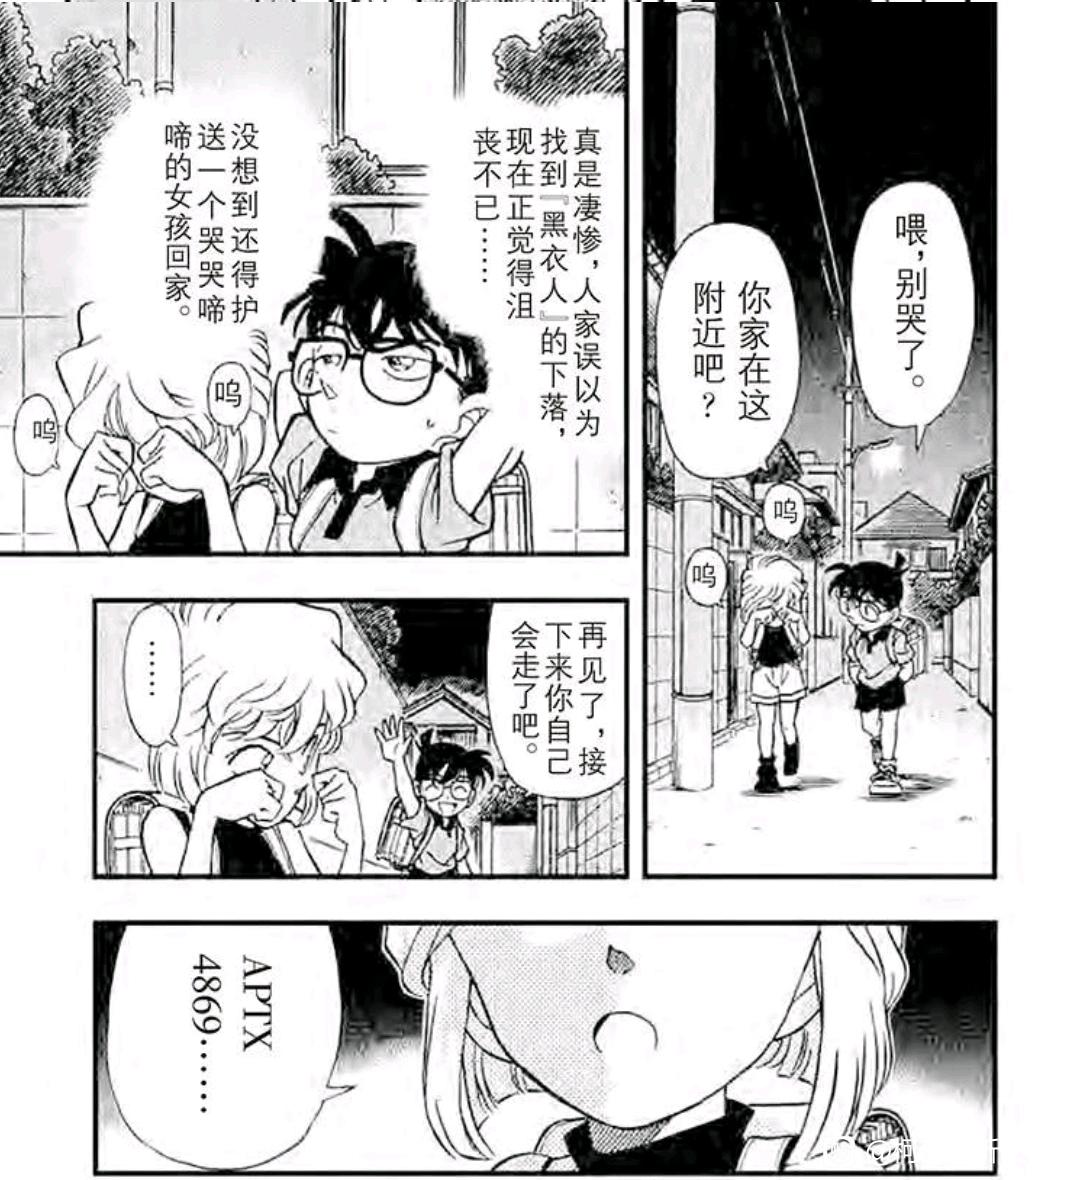 喂，别哭了。
你家在这
附近吧？
呜
呜
真是凄惨，人家误以为
找到『黑衣人』的下落，
现在正觉得沮
丧不已……
没想到还得护
送一个哭哭啼
啼的女孩回家。
呜
呜
再见了，接
下来你自己
会走了吧。
……
APTX
4869……